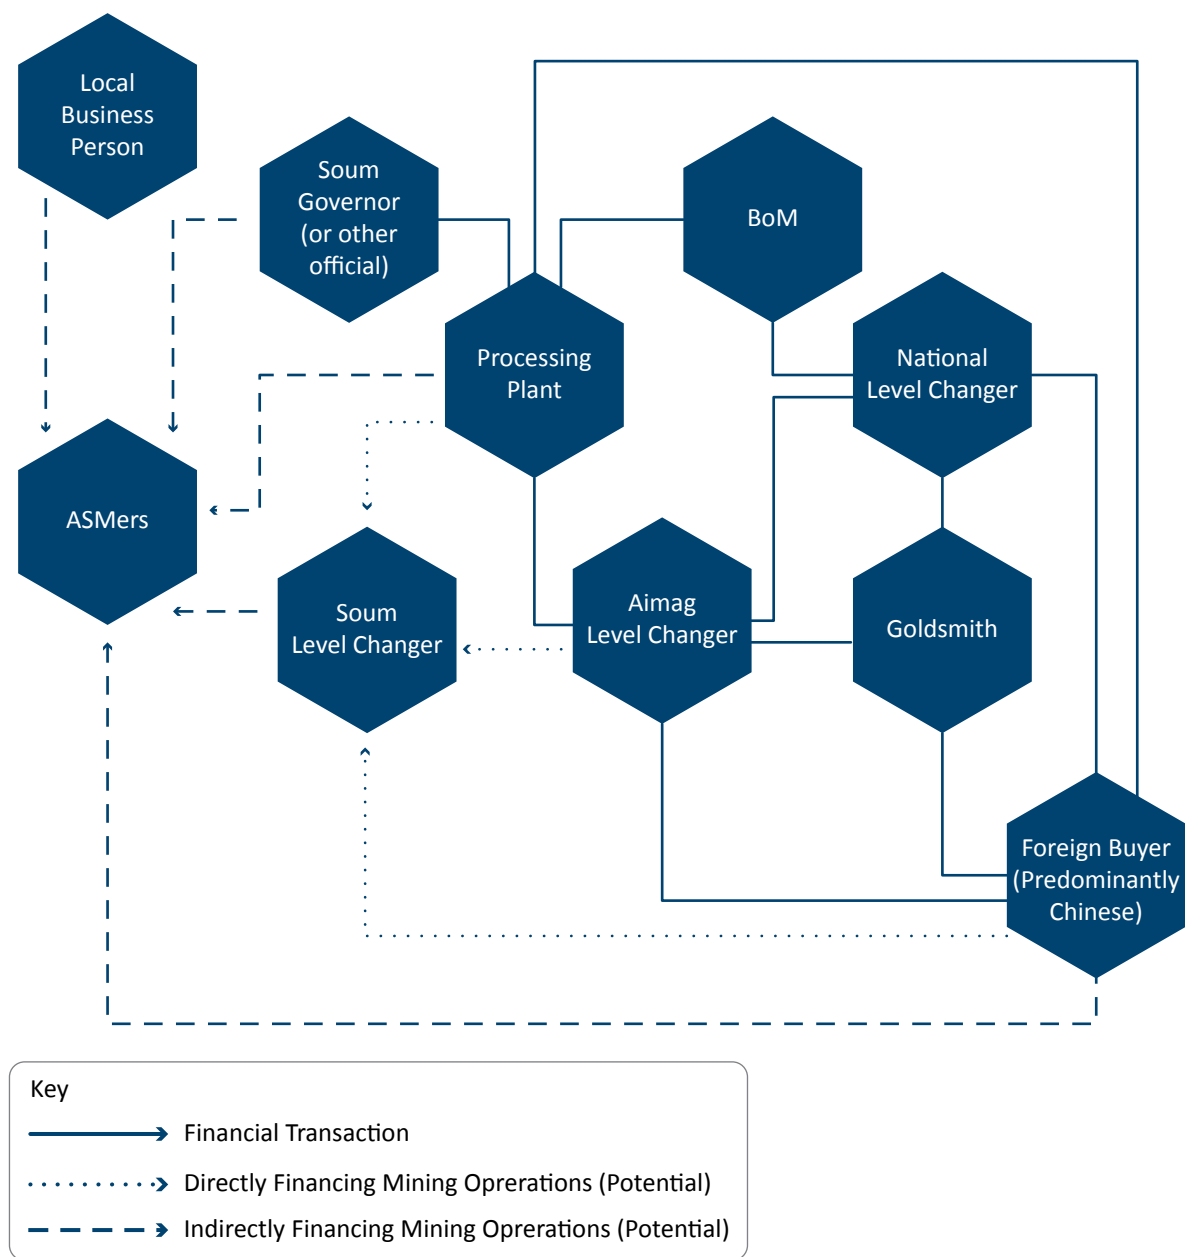 Local
Business
Person
Soum
Governor
(or other
official)
BoM
Processing
Plant
National
Level Changer
ASMers
Soum
Level Changer
Aimag
Level Changer
Goldsmith
Foreign Buyer
(Predominantly
Chinese)
Key
Financial Transaction
Directly Financing Mining Oprerations (Potential)
Indirectly Financing Mining Oprerations (Potential)